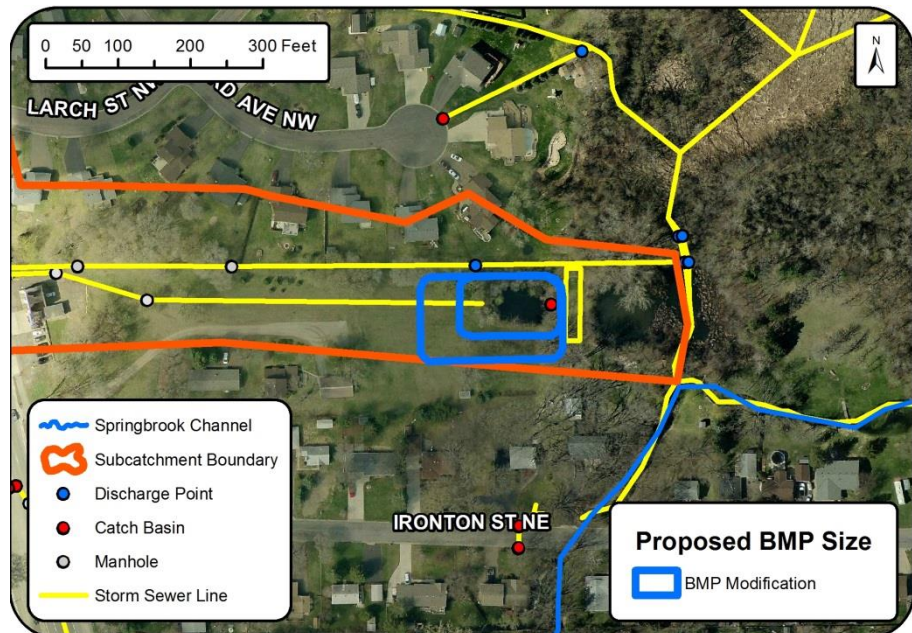 0 50 100 200 300 Feet
N
LARCH ST NW
RD AVE NW
IRONTON ST NE
Springbrook Channel
Subcatchment Boundary
Discharge Point
Catch Basin
Manhole
Storm Sewer Line
Proposed BMP Size
BMP Modification